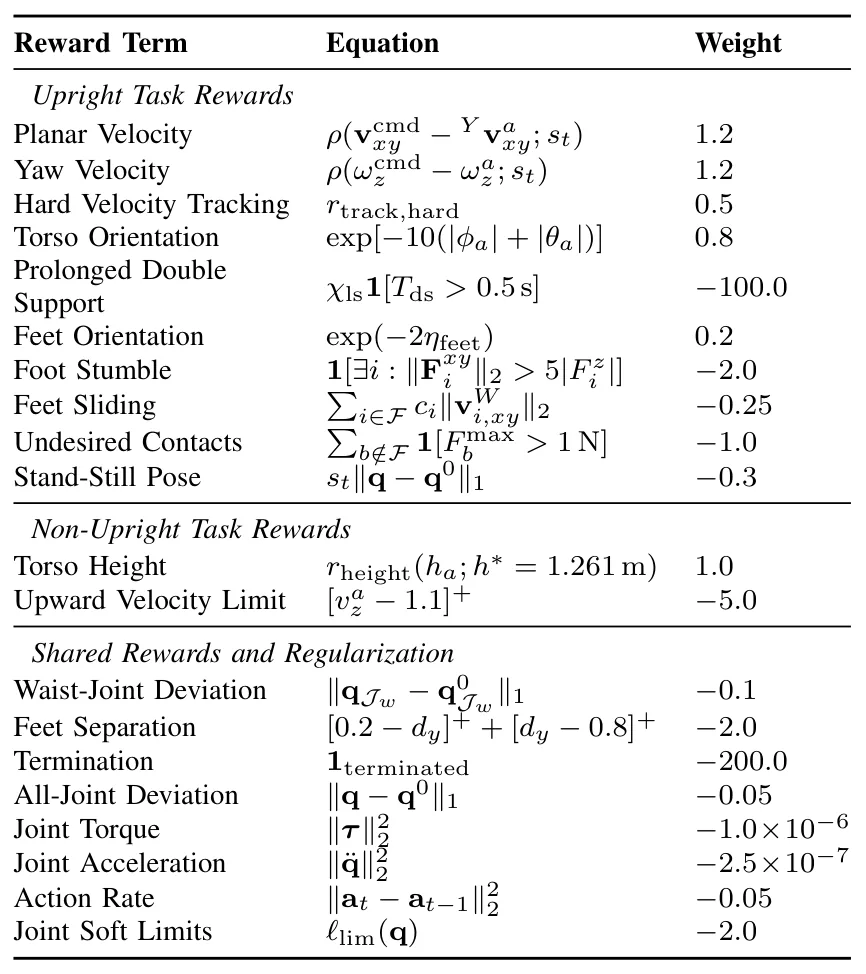 Reward Term Equation Weight
Upright Task Rewards
Planar Velocity ρ(v_{xy}^{cmd} − ^{Y}v_{xy}^{a}; s_t) 1.2
Yaw Velocity ρ(ω_z^{cmd} − ω_z^{a}; s_t) 1.2
Hard Velocity Tracking r_{track,hard} 0.5
Torso Orientation exp[−10(|ϕ_a| + |θ_a|)] 0.8
Prolonged Double
Support χ_{ls}1[T_{ds} > 0.5 s] −100.0
Feet Orientation exp(−2η_{feet}) 0.2
Foot Stumble 1[∃i : ‖F_i^{xy}‖_2 > 5|F_i^z|] −2.0
Feet Sliding ∑_{i∈ℱ} c_i‖v_{i,xy}^W‖_2 −0.25
Undesired Contacts ∑_{b∉ℱ} 1[F_b^{max} > 1 N] −1.0
Stand-Still Pose s_t‖q − q^0‖_1 −0.3
Non-Upright Task Rewards
Torso Height r_{height}(h_a; h^* = 1.261 m) 1.0
Upward Velocity Limit [v_z^a − 1.1]^+ −5.0
Shared Rewards and Regularization
Waist-Joint Deviation ‖q_{𝒥_w} − q^0_{𝒥_w}‖_1 −0.1
Feet Separation [0.2 − d_y]^+ + [d_y − 0.8]^+ −2.0
Termination 1_{terminated} −200.0
All-Joint Deviation ‖q − q^0‖_1 −0.05
Joint Torque ‖τ‖_2^2 −1.0×10^{−6}
Joint Acceleration ‖q̈‖_2^2 −2.5×10^{−7}
Action Rate ‖a_t − a_{t−1}‖_2^2 −0.05
Joint Soft Limits ℓ_{lim}(q) −2.0